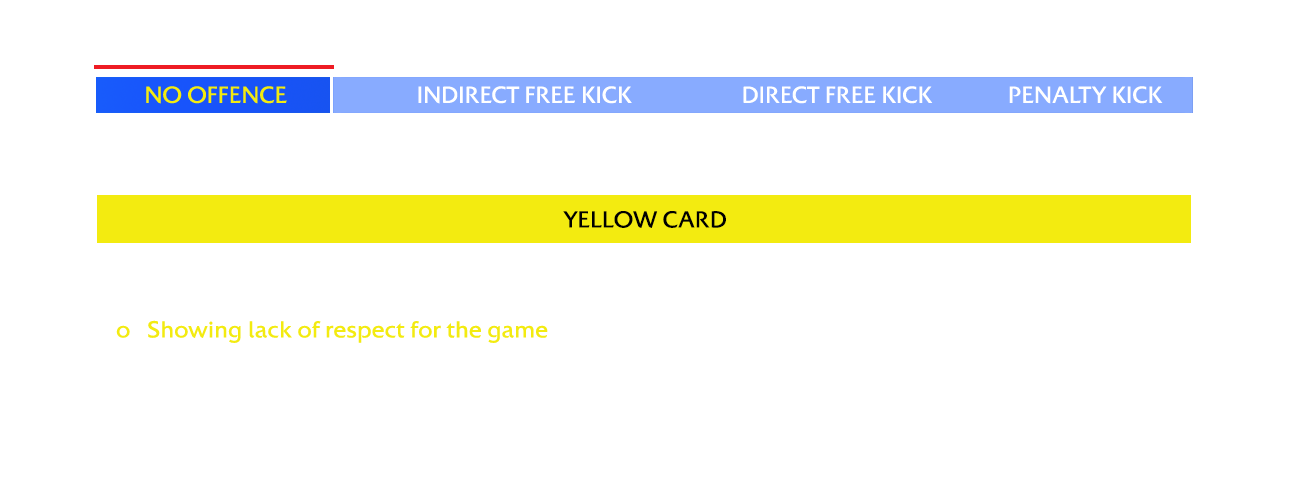 NO OFFENCE INDIRECT FREE KICK DIRECT FREE KICK PENALTY KICK
YELLOW CARD
o Showing lack of respect for the game